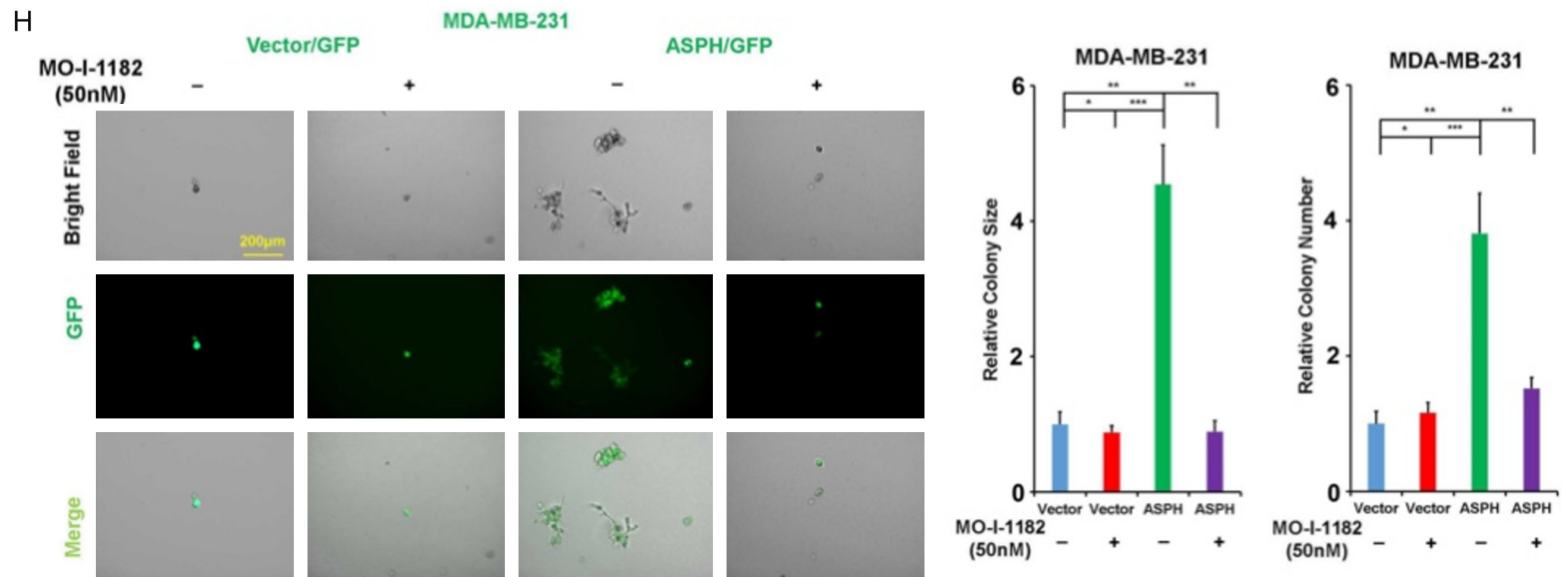 H
MDA-MB-231
Vector/GFP
ASPH/GFP
MO-I-1182
(50nM)
– + – +
Bright Field
200μm
GFP
Merge
MDA-MB-231
6
4
2
0
Relative Colony Size
** **
* ***
Vector Vector ASPH ASPH
MO-I-1182
(50nM)
– + – +
MDA-MB-231
6
4
2
0
Relative Colony Number
** **
* ***
Vector Vector ASPH ASPH
MO-I-1182
(50nM)
– + – +